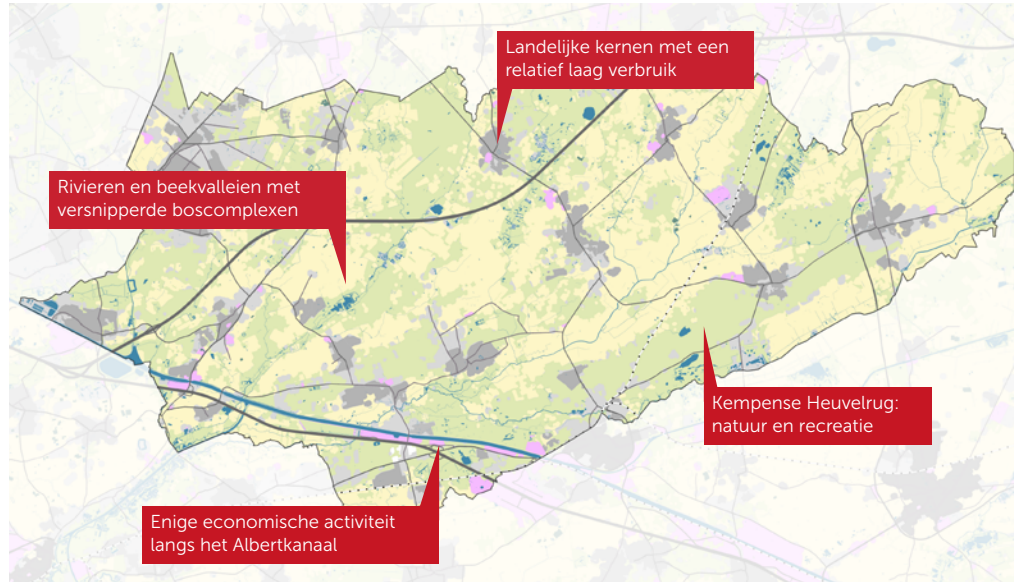 Landelijke kernen met een
relatief laag verbruik
Rivieren en beekvalleien met
versnipperde boscomplexen
Kempense Heuvelrug:
natuur en recreatie
Enige economische activiteit
langs het Albertkanaal